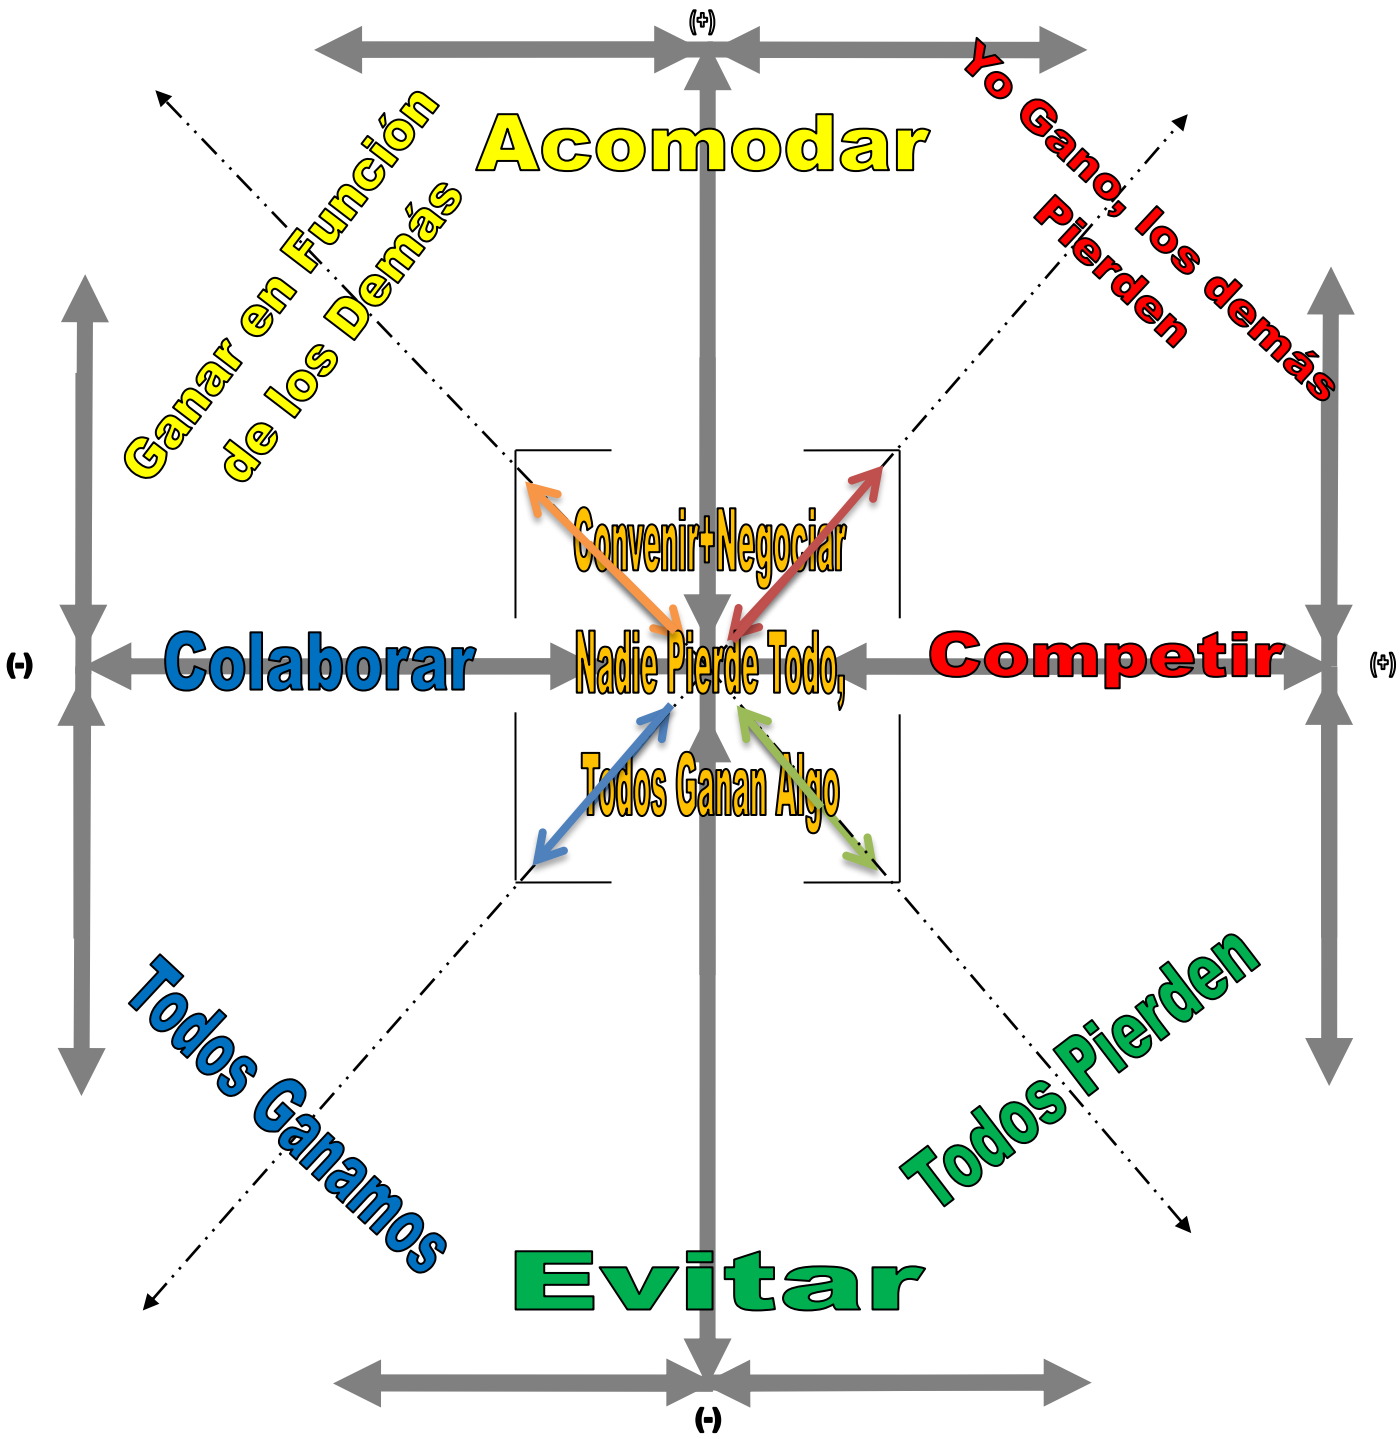 (+)
Acomodar
Ganar en Función
de los Demás
Yo Gano, los demás
Pierden
Convenir+Negociar
(-)
Colaborar
Nadie Pierde Todo,
Competir
(+)
Todos Ganan Algo
Todos Ganamos
Todos Pierden
Evitar
(-)